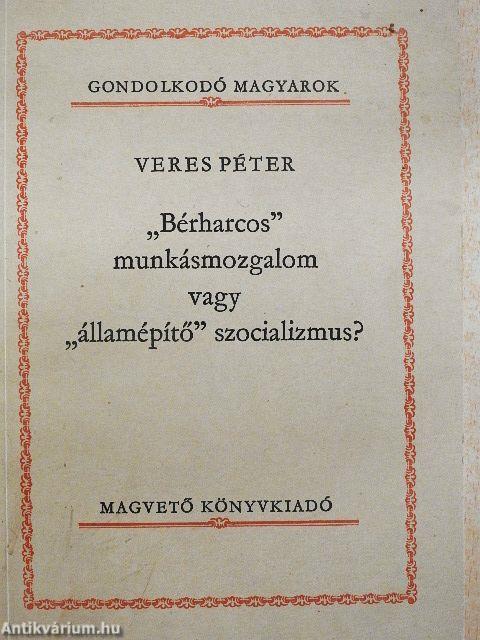 GONDOLKODÓ MAGYAROK
VERES PÉTER
„Bérharcos”
munkásmozgalom
vagy
„államépítő” szocializmus?
MAGVETŐ KÖNYVKIADÓ
Antikvárium.hu